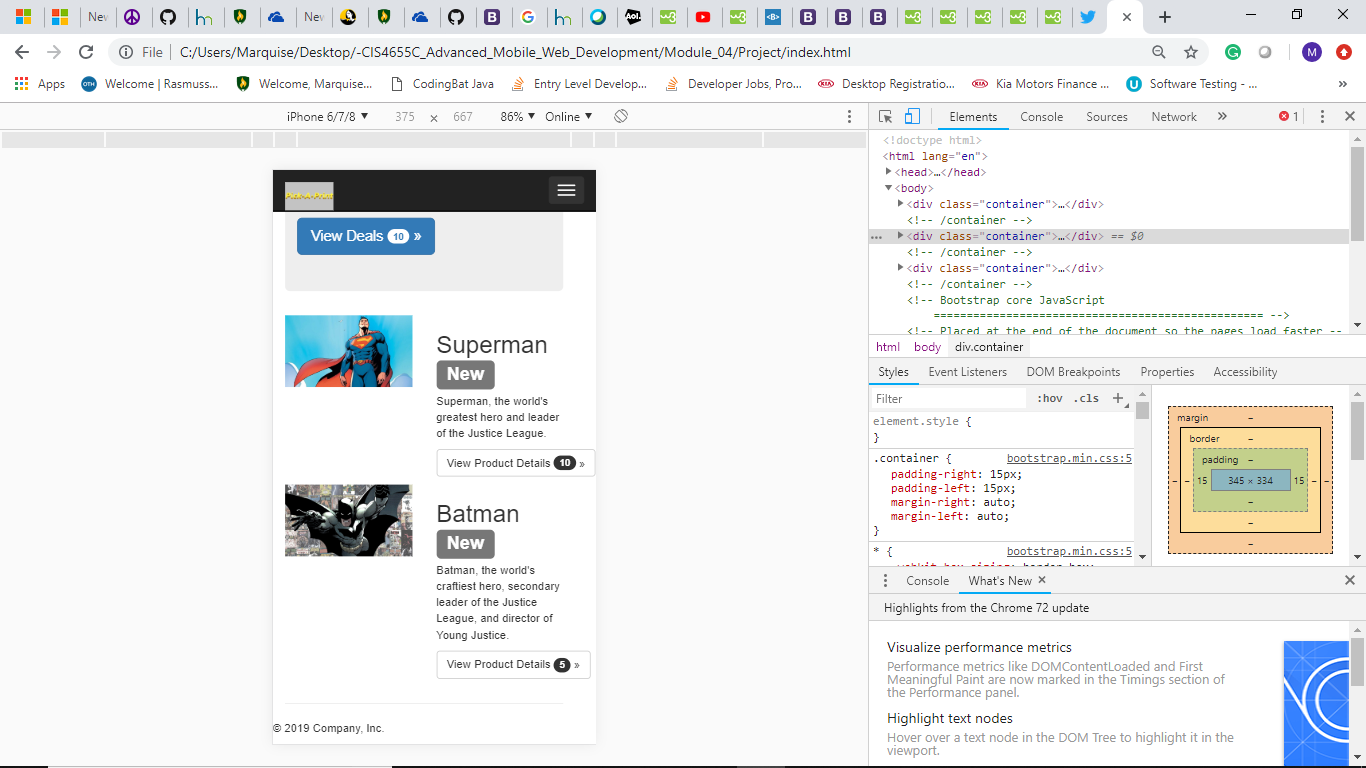 Nev
Nev
Aol.
File C:/Users/Marquise/Desktop/-CIS4655C_Advanced_Mobile_Web_Development/Module_04/Project/index.html
M
Apps
OTH Welcome | Rasmuss...
Welcome, Marquise...
CodingBat Java
Entry Level Develop...
Developer Jobs, Pro...
KIA Desktop Registratio...
KIA Kia Motors Finance ...
U Software Testing - ...
»
iPhone 6/7/8 ▼ 375 × 667 86% ▼ Online ▼
Pick-A-Print
View Deals 10 »
Superman
New
Superman, the world's
greatest hero and leader
of the Justice League.
View Product Details 10 »
Batman
New
Batman, the world's
craftiest hero, secondary
leader of the Justice
League, and director of
Young Justice.
View Product Details 5 »
© 2019 Company, Inc.
Elements Console Sources Network » 1
<!doctype html>
<html lang="en">
<head>…</head>
<body>
<div class="container">…</div>
<!-- /container -->
... <div class="container">…</div> == $0
<!-- /container -->
<div class="container">…</div>
<!-- /container -->
<!-- Bootstrap core JavaScript
================================================== -->
<!-- Placed at the end of the document so the pages load faster --
html body div.container
Styles Event Listeners DOM Breakpoints Properties Accessibility
Filter :hov .cls +
element.style {
}
.container { bootstrap.min.css:5
padding-right: 15px;
padding-left: 15px;
margin-right: auto;
margin-left: auto;
}
* { bootstrap.min.css:5
-webkit-box-sizing: border-box;
margin –
border –
padding –
– – 15 345 × 334 15 – –
–
–
–
Console What's New ×
Highlights from the Chrome 72 update
Visualize performance metrics
Performance metrics like DOMContentLoaded and First
Meaningful Paint are now marked in the Timings section of
the Performance panel.
Highlight text nodes
Hover over a text node in the DOM Tree to highlight it in the
viewport.